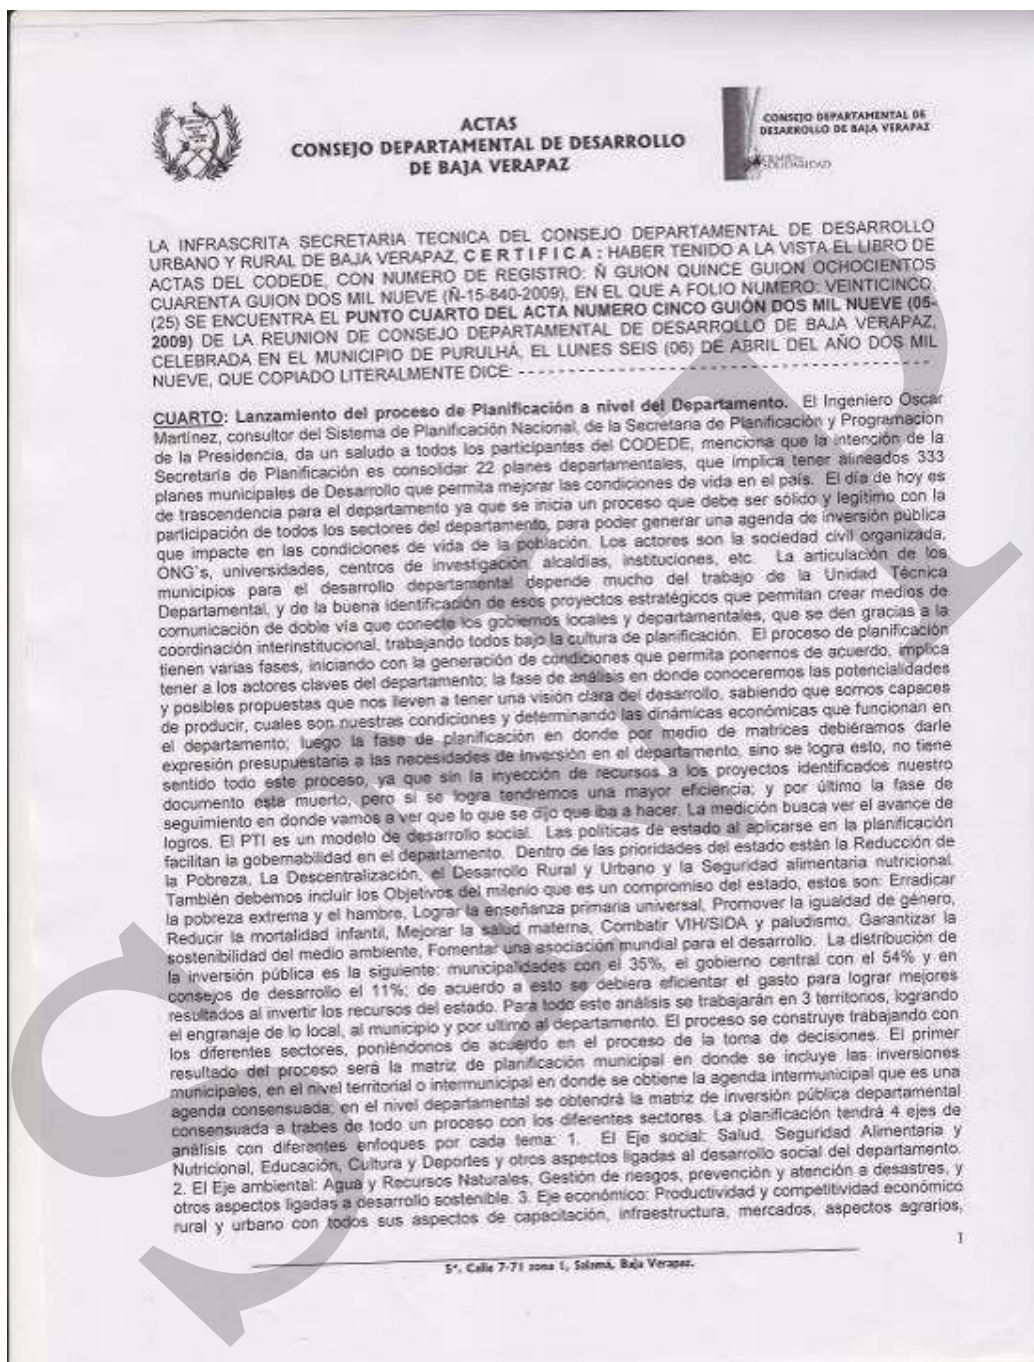 ACTAS
CONSEJO DEPARTAMENTAL DE DESARROLLO
DE BAJA VERAPAZ
CONSEJO DEPARTAMENTAL DE
DESARROLLO DE BAJA VERAPAZ
SOLIDARIDAD
LA INFRASCRITA SECRETARIA TECNICA DEL CONSEJO DEPARTAMENTAL DE DESARROLLO
URBANO Y RURAL DE BAJA VERAPAZ, C E R T I F I C A : HABER TENIDO A LA VISTA EL LIBRO DE
ACTAS DEL CODEDE, CON NUMERO DE REGISTRO: Ñ GUION QUINCE GUION OCHOCIENTOS
CUARENTA GUION DOS MIL NUEVE (Ñ-15-840-2009), EN EL QUE A FOLIO NUMERO: VEINTICINCO,
(25) SE ENCUENTRA EL PUNTO CUARTO DEL ACTA NUMERO CINCO GUIÓN DOS MIL NUEVE (05-
2009) DE LA REUNION DE CONSEJO DEPARTAMENTAL DE DESARROLLO DE BAJA VERAPAZ,
CELEBRADA EN EL MUNICIPIO DE PURULHÁ, EL LUNES SEIS (06) DE ABRIL DEL AÑO DOS MIL
NUEVE, QUE COPIADO LITERALMENTE DICE: - - - - - - - - - - - - - - - - - - - - - - - - - - - - - - - - - - - -
CUARTO: Lanzamiento del proceso de Planificación a nivel del Departamento. El Ingeniero Oscar
Martínez, consultor del Sistema de Planificación Nacional, de la Secretaria de Planificación y Programación
de la Presidencia, da un saludo a todos los participantes del CODEDE, menciona que la intención de la
Secretaria de Planificación es consolidar 22 planes departamentales, que implica tener alineados 333
planes municipales de Desarrollo que permita mejorar las condiciones de vida en el país. El día de hoy es
de trascendencia para el departamento ya que se inicia un proceso que debe ser sólido y legitimo con la
participación de todos los sectores del departamento, para poder generar una agenda de inversión pública
que impacte en las condiciones de vida de la población. Los actores son la sociedad civil organizada,
ONG`s, universidades, centros de investigación, alcaldías, instituciones, etc. La articulación de los
municipios para el desarrollo departamental depende mucho del trabajo de la Unidad Técnica
Departamental, y de la buena identificación de esos proyectos estratégicos que permitan crear medios de
comunicación de doble vía que conecte los gobiernos locales y departamentales, que se den gracias a la
coordinación interinstitucional, trabajando todos bajo la cultura de planificación. El proceso de planificación
tienen varias fases, iniciando con la generación de condiciones que permita ponernos de acuerdo, implica
tener a los actores claves del departamento; la fase de análisis en donde conoceremos las potencialidades
y posibles propuestas que nos lleven a tener una visión clara del desarrollo, sabiendo que somos capaces
de producir, cuales son nuestras condiciones y determinando las dinámicas económicas que funcionan en
el departamento; luego la fase de planificación en donde por medio de matrices debiéramos darle
expresión presupuestaria a las necesidades de inversión en el departamento, sino se logra esto, no tiene
sentido todo este proceso, ya que sin la inyección de recursos a los proyectos identificados nuestro
documento esta muerto, pero si se logra tendremos una mayor eficiencia; y por último la fase de
seguimiento en donde vamos a ver que lo que se dijo que iba a hacer. La medición busca ver el avance de
logros. El PTI es un modelo de desarrollo social. Las políticas de estado al aplicarse en la planificación
facilitan la gobernabilidad en el departamento. Dentro de las prioridades del estado están la Reducción de
la Pobreza, La Descentralización, el Desarrollo Rural y Urbano y la Seguridad alimentaria nutricional.
También debemos incluir los Objetivos del milenio que es un compromiso del estado, estos son: Erradicar
la pobreza extrema y el hambre, Lograr la enseñanza primaria universal, Promover la igualdad de género,
Reducir la mortalidad infantil, Mejorar la salud materna, Combatir VIH/SIDA y paludismo, Garantizar la
sostenibilidad del medio ambiente, Fomentar una asociación mundial para el desarrollo. La distribución de
la inversión pública es la siguiente: municipalidades con el 35%, el gobierno central con el 54% y en
consejos de desarrollo el 11%; de acuerdo a esto se debiera eficientar el gasto para lograr mejores
resultados al invertir los recursos del estado. Para todo este análisis se trabajarán en 3 territorios, logrando
el engranaje de lo local, al municipio y por ultimo al departamento. El proceso se construye trabajando con
los diferentes sectores, poniéndonos de acuerdo en el proceso de la toma de decisiones. El primer
resultado del proceso será la matriz de planificación municipal en donde se incluye las inversiones
municipales, en el nivel territorial o intermunicipal en donde se obtiene la agenda intermunicipal que es una
agenda consensuada; en el nivel departamental se obtendrá la matriz de inversión pública departamental
consensuada a trabes de todo un proceso con los diferentes sectores. La planificación tendrá 4 ejes de
análisis con diferentes enfoques por cada tema: 1. El Eje social: Salud, Seguridad Alimentaria y
Nutricional, Educación, Cultura y Deportes y otros aspectos ligadas al desarrollo social del departamento.
2. El Eje ambiental: Agua y Recursos Naturales, Gestión de riesgos, prevención y atención a desastres, y
otros aspectos ligadas a desarrollo sostenible. 3. Eje económico: Productividad y competitividad económico
rural y urbano con todos sus aspectos de capacitación, infraestructura, mercados, aspectos agrarios,
1
5ª. Calle 7-71 zona 1, Salamá, Baja Verapaz.